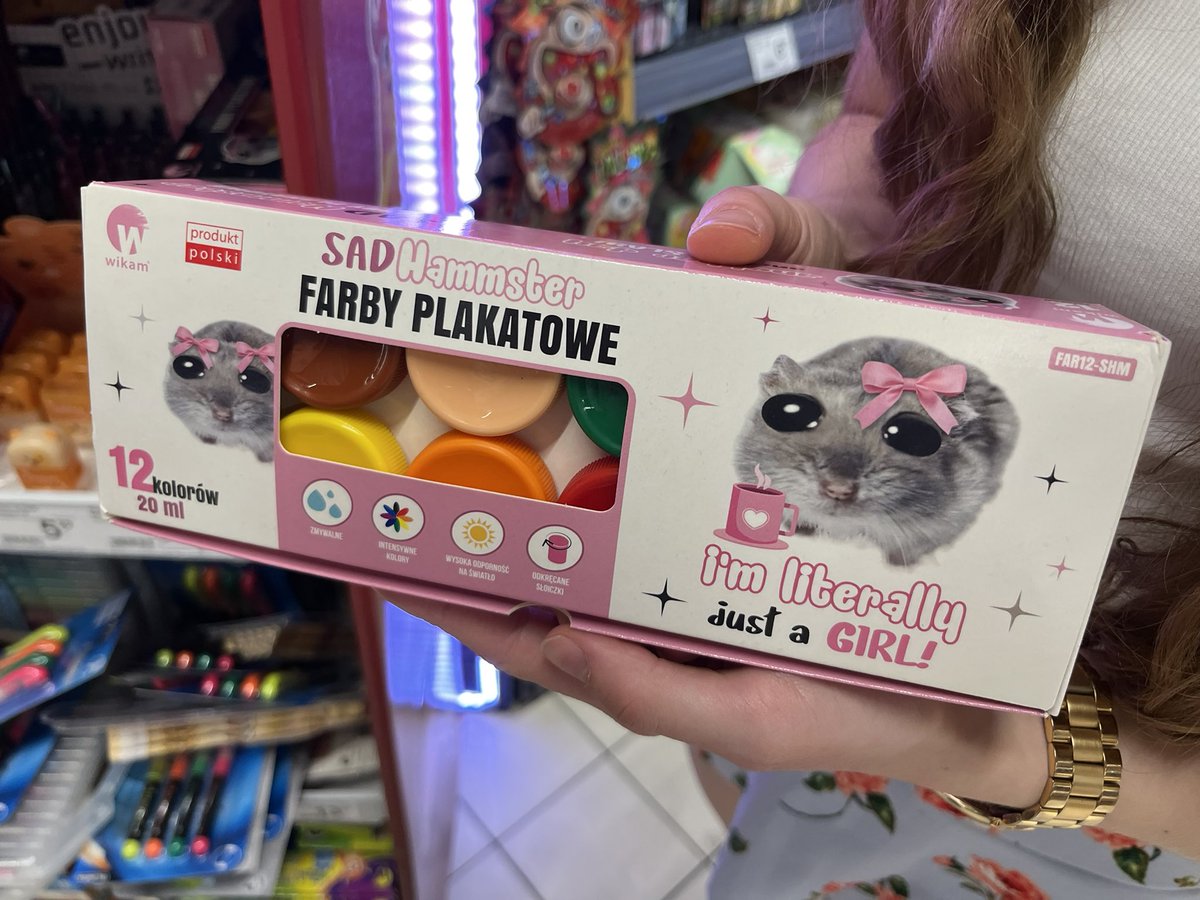 enjoy
wikam
produkt
polski
SAD Hammster
FARBY PLAKATOWE
FAR12-SHM
12 kolorów
20 ml
ZMYWALNE
INTENSYWNE
KOLORY
WYSOKA ODPORNOŚĆ
NA ŚWIATŁO
ODKRĘCANE
SŁOICZKI
i'm literally
just a GIRL!